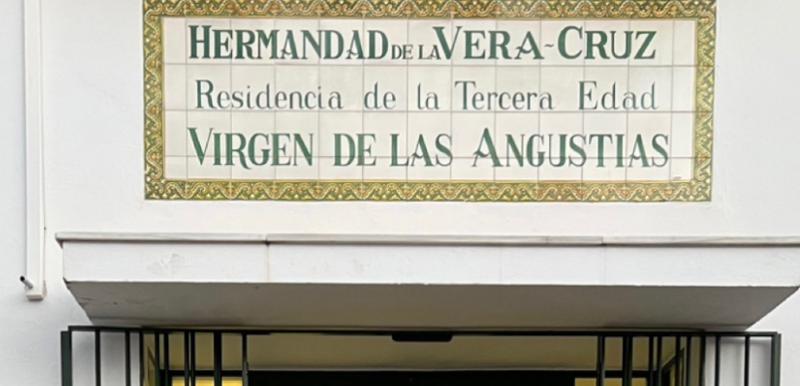 HERMANDAD DE LA VERA-CRUZ
Residencia de la Tercera Edad
VIRGEN DE LAS ANGUSTIAS